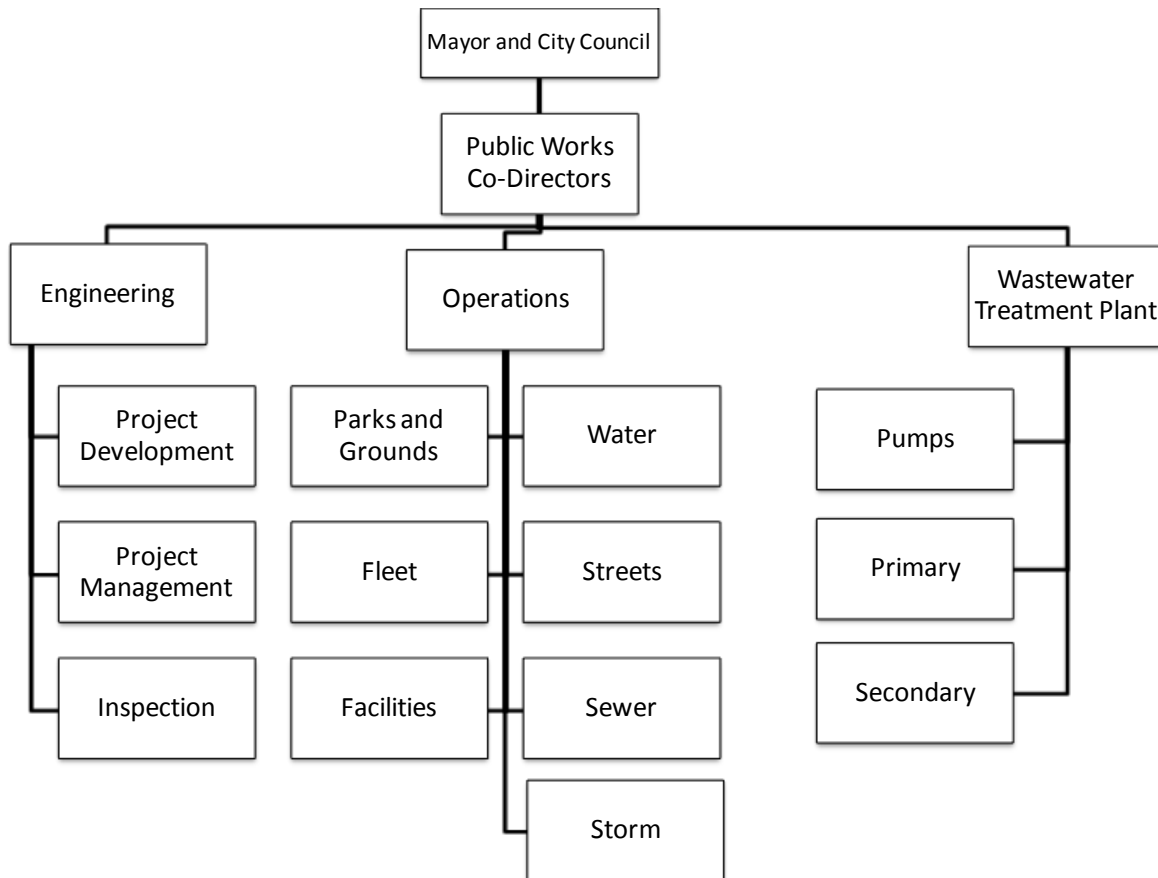 Mayor and City Council
Public Works
Co-Directors
Engineering
Operations
Wastewater
Treatment Plant
Project
Development
Parks and
Grounds
Water
Pumps
Project
Management
Fleet
Streets
Primary
Inspection
Facilities
Sewer
Secondary
Storm